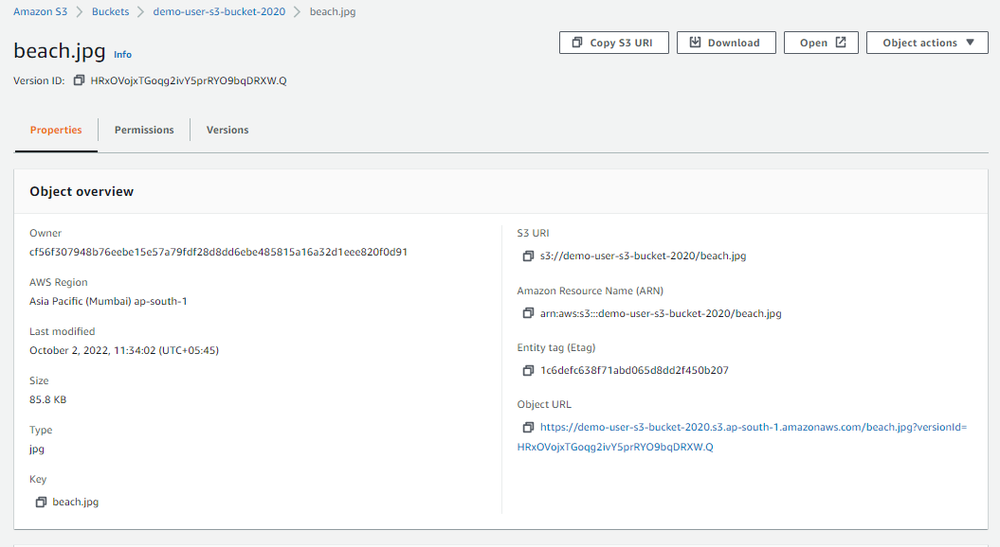 Amazon S3 > Buckets > demo-user-s3-bucket-2020 > beach.jpg
beach.jpg Info
Copy S3 URI Download Open Object actions
Version ID: HRxOVojxTGoqg2ivY5prRYO9bqDRXW.Q
Properties Permissions Versions
Object overview
Owner
cf56f307948b76eebe15e57a79fdf28d8dd6ebe485815a16a32d1eee820f0d91
AWS Region
Asia Pacific (Mumbai) ap-south-1
Last modified
October 2, 2022, 11:34:02 (UTC+05:45)
Size
85.8 KB
Type
jpg
Key
beach.jpg
S3 URI
s3://demo-user-s3-bucket-2020/beach.jpg
Amazon Resource Name (ARN)
arn:aws:s3:::demo-user-s3-bucket-2020/beach.jpg
Entity tag (Etag)
1c6defc638f71abd065d8dd2f450b207
Object URL
https://demo-user-s3-bucket-2020.s3.ap-south-1.amazonaws.com/beach.jpg?versionId=
HRxOVojxTGoqg2ivY5prRYO9bqDRXW.Q